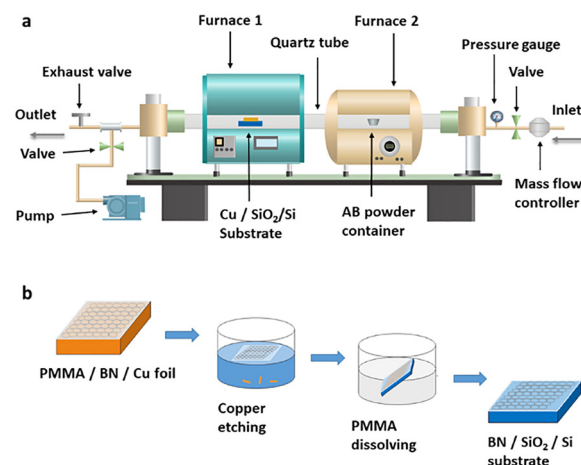 a
Furnace 1
Furnace 2
Quartz tube
Pressure gauge
Exhaust valve
Valve
Outlet
Inlet
Valve
Pump
Cu / SiO₂/Si
Substrate
AB powder
container
Mass flow
controller
b
PMMA / BN / Cu foil
Copper
etching
PMMA
dissolving
BN / SiO₂ / Si
substrate